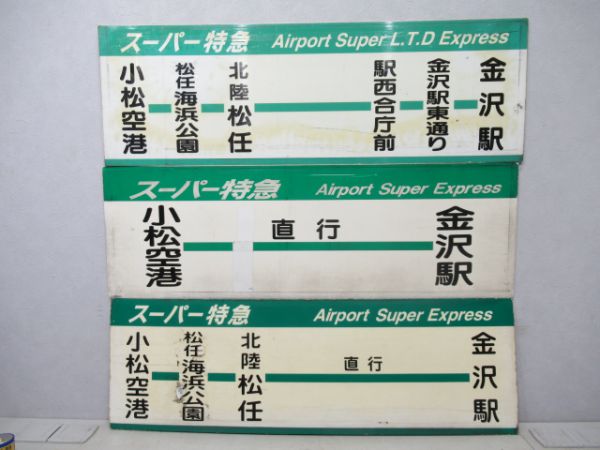 スーパー特急 Airport Super L.T.D Express
小松空港
松任海浜公園
北陸松任
駅西合庁前
金沢駅東通り
金沢駅
スーパー特急 Airport Super Express
小松空港
直行
金沢駅
スーパー特急 Airport Super Express
小松空港
松任海浜公園
北陸松任
直行
金沢駅